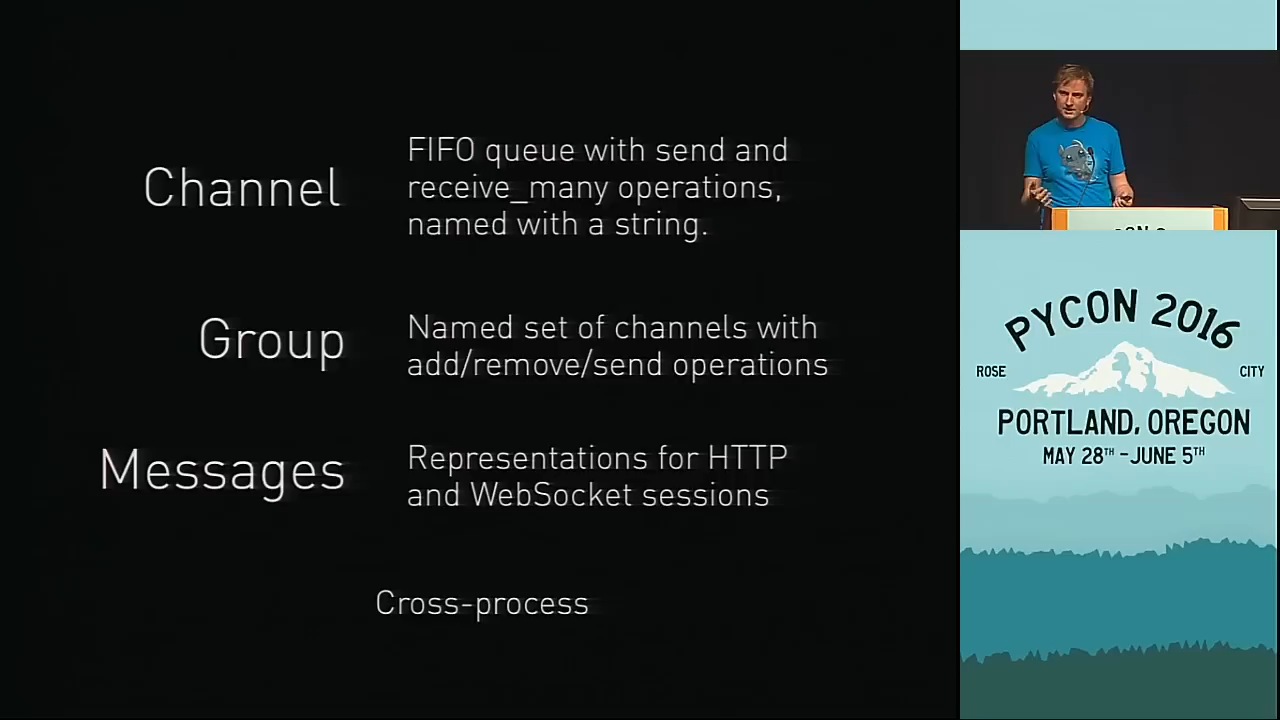 Channel
FIFO queue with send and
receive_many operations,
named with a string.
Group
Named set of channels with
add/remove/send operations
Messages
Representations for HTTP
and WebSocket sessions
Cross-process
PYCON 2016
ROSE
CITY
PORTLAND, OREGON
MAY 28TH - JUNE 5TH